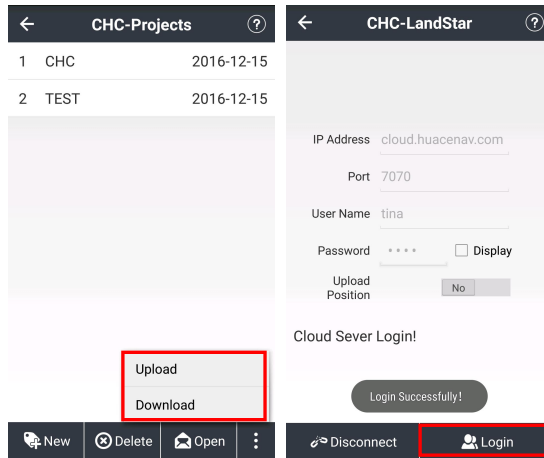 CHC-Projects ?
1 CHC 2016-12-15
2 TEST 2016-12-15
Upload
Download
New Delete Open
CHC-LandStar ?
IP Address cloud.huacenav.com
Port 7070
User Name tina
Password •••• Display
Upload
Position No
Cloud Sever Login!
Login Successfully!
Disconnect Login